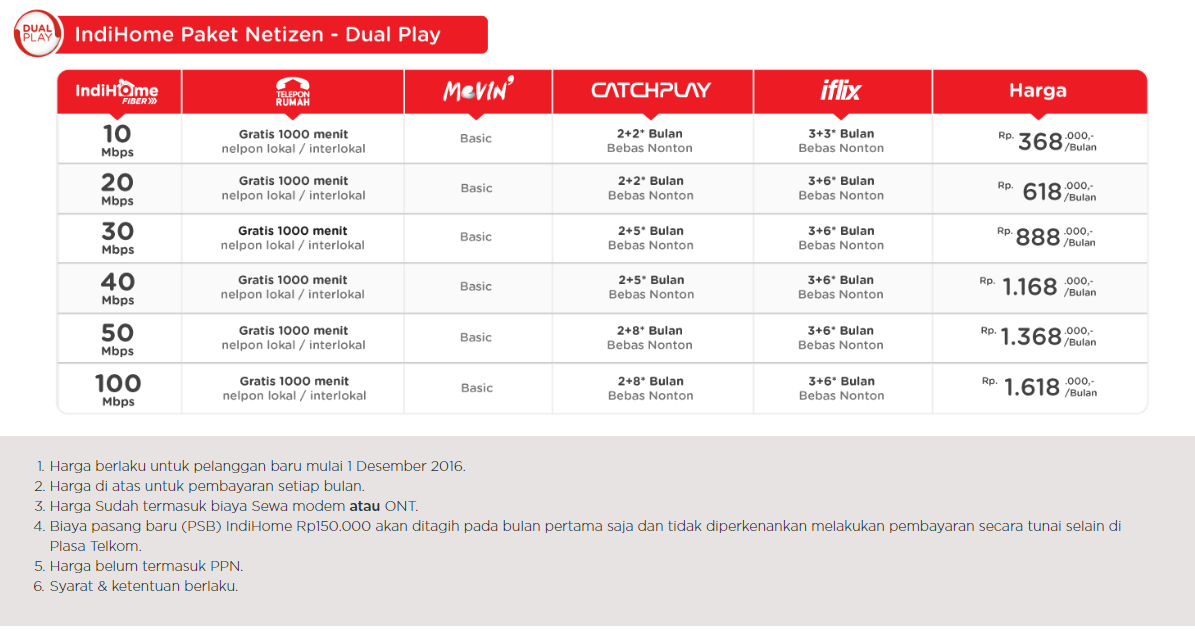 DUAL
PLAY
IndiHome Paket Netizen - Dual Play
IndiHome
FIBER
TELEPON
RUMAH
MOVIN'
CATCHPLAY
iflix
Harga
10
Mbps
Gratis 1000 menit
nelpon lokal / interlokal
Basic
2+2* Bulan
Bebas Nonton
3+3* Bulan
Bebas Nonton
Rp. 368 .000,-
/Bulan
20
Mbps
Gratis 1000 menit
nelpon lokal / interlokal
Basic
2+2* Bulan
Bebas Nonton
3+6* Bulan
Bebas Nonton
Rp. 618 .000,-
/Bulan
30
Mbps
Gratis 1000 menit
nelpon lokal / interlokal
Basic
2+5* Bulan
Bebas Nonton
3+6* Bulan
Bebas Nonton
Rp. 888 .000,-
/Bulan
40
Mbps
Gratis 1000 menit
nelpon lokal / interlokal
Basic
2+5* Bulan
Bebas Nonton
3+6* Bulan
Bebas Nonton
Rp. 1.168 .000,-
/Bulan
50
Mbps
Gratis 1000 menit
nelpon lokal / interlokal
Basic
2+8* Bulan
Bebas Nonton
3+6* Bulan
Bebas Nonton
Rp. 1.368 .000,-
/Bulan
100
Mbps
Gratis 1000 menit
nelpon lokal / interlokal
Basic
2+8* Bulan
Bebas Nonton
3+6* Bulan
Bebas Nonton
Rp. 1.618 .000,-
/Bulan
1. Harga berlaku untuk pelanggan baru mulai 1 Desember 2016.
2. Harga di atas untuk pembayaran setiap bulan.
3. Harga Sudah termasuk biaya Sewa modem atau ONT.
4. Biaya pasang baru (PSB) IndiHome Rp150.000 akan ditagih pada bulan pertama saja dan tidak diperkenankan melakukan pembayaran secara tunai selain di
Plasa Telkom.
5. Harga belum termasuk PPN.
6. Syarat & ketentuan berlaku.